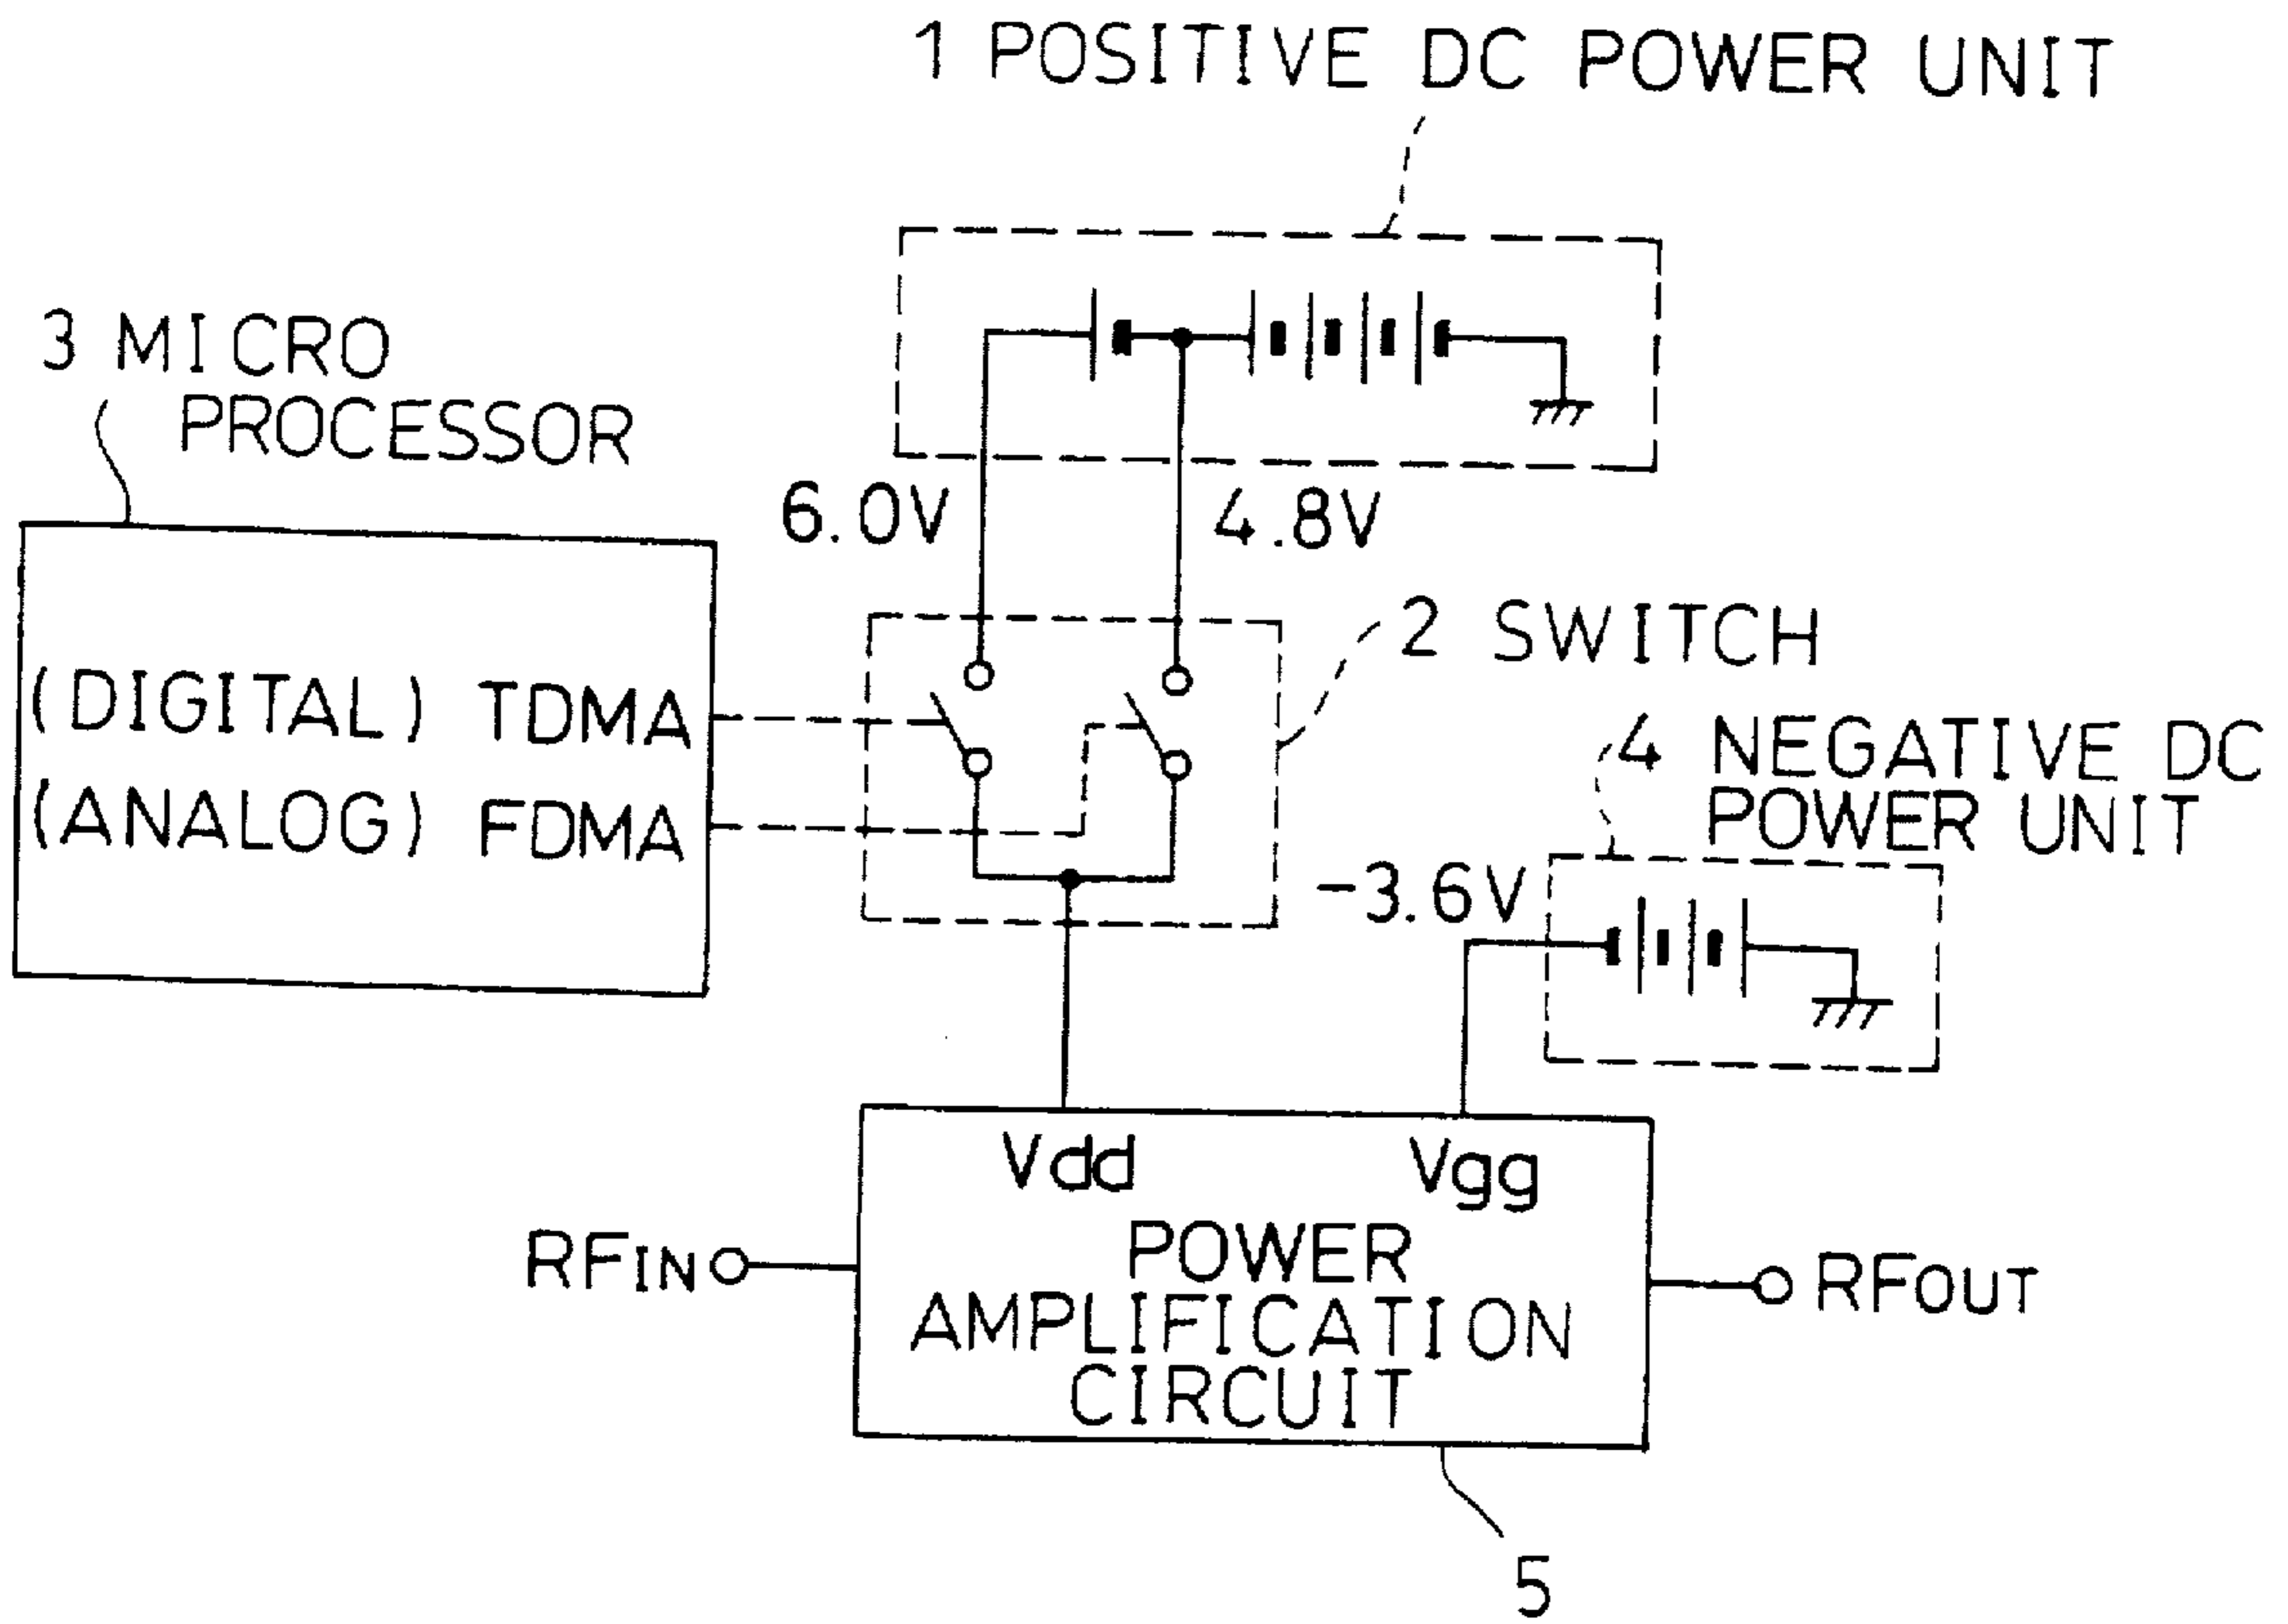 1 POSITIVE DC POWER UNIT
3 MICRO
PROCESSOR
6.0V
4.8V
2 SWITCH
(DIGITAL) TDMA
(ANALOG) FDMA
4 NEGATIVE DC
POWER UNIT
-3.6V
Vdd
Vgg
RFIN
POWER
AMPLIFICATION
CIRCUIT
RFOUT
5